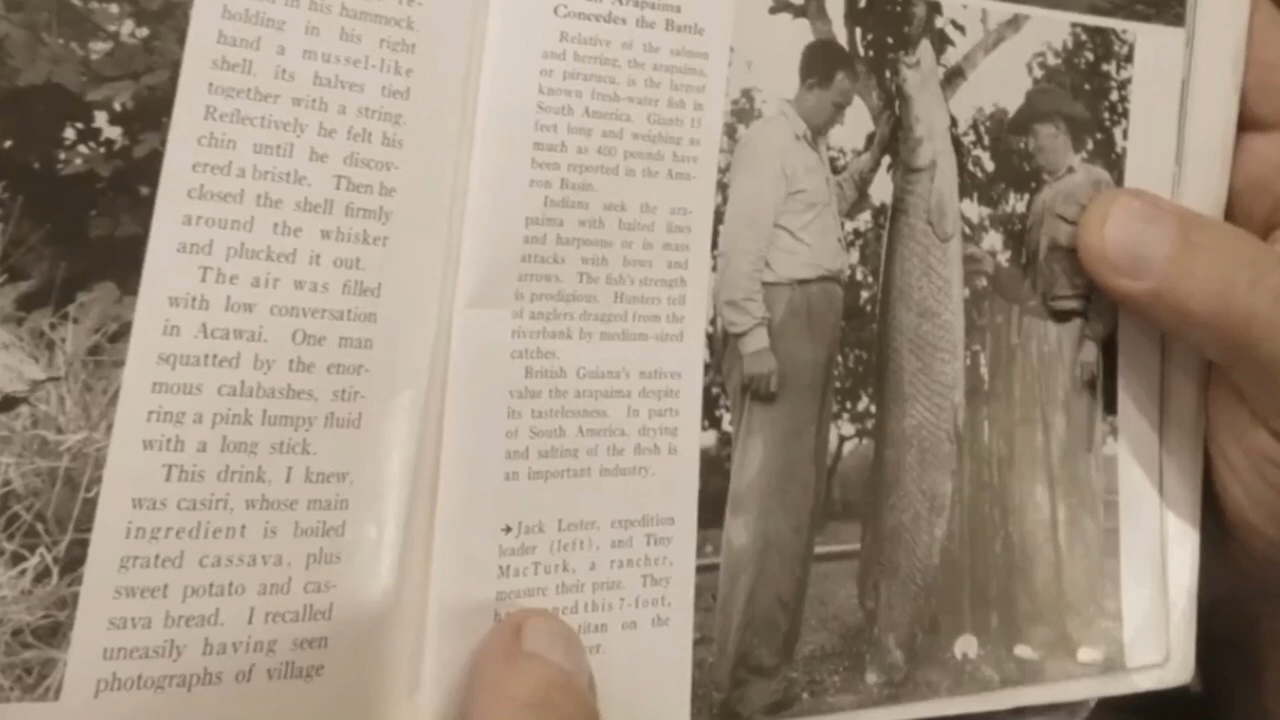 in his hammock
holding in his right
hand a mussel-like
shell, its halves tied
together with a string.
Reflectively he felt his
chin until he discov-
ered a bristle. Then he
closed the shell firmly
around the whisker
and plucked it out.
The air was filled
with low conversation
in Acawai. One man
squatted by the enor-
mous calabashes, stir-
ring a pink lumpy fluid
with a long stick.
This drink, I knew,
was casiri, whose main
ingredient is boiled
grated cassava, plus
sweet potato and cas-
sava bread. I recalled
uneasily having seen
photographs of village
Arapaima
Concedes the Battle
Relative of the salmon
and herring, the arapaima,
or pirarucu, is the largest
known fresh-water fish in
South America. Giants 15
feet long and weighing as
much as 400 pounds have
been reported in the Ama-
zon Basin.
Indians seek the ara-
paima with baited lines
and harpoons or in mass
attacks with bows and
arrows. The fish's strength
is prodigious. Hunters tell
of anglers dragged from the
riverbank by medium-sized
catches.
British Guiana's natives
value the arapaima despite
its tastelessness. In parts
of South America, drying
and salting of the flesh is
an important industry.
→Jack Lester, expedition
leader (left), and Tiny
MacTurk, a rancher,
measure their prize. They
this 7-foot,
titan on the